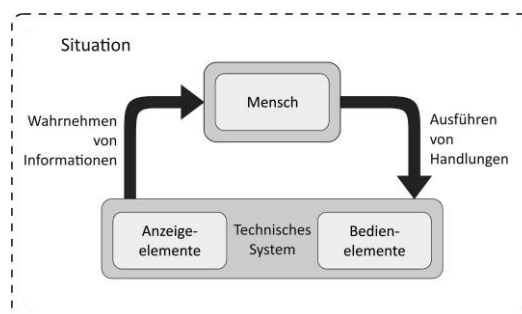 Situation
Mensch
Wahrnehmen
von
Informationen
Ausführen
von
Handlungen
Anzeige-
elemente
Technisches
System
Bedien-
elemente